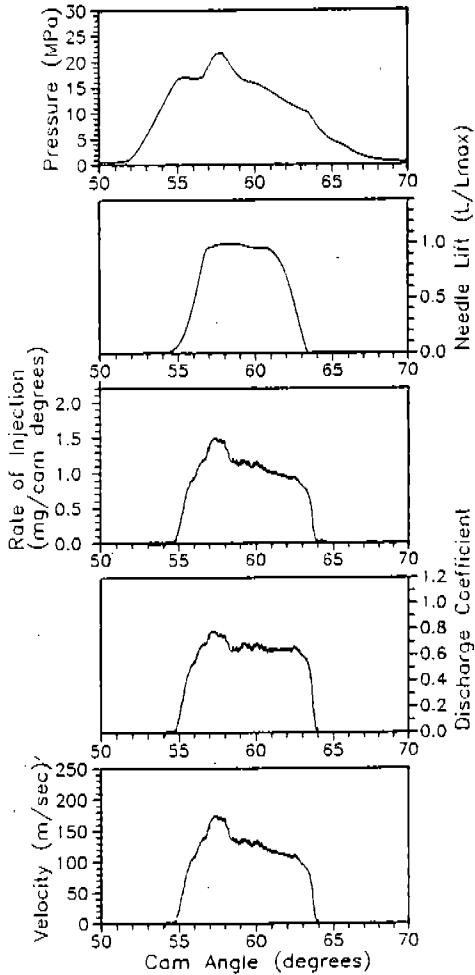 Pressure (MPa)
30
25
20
15
10
5
0
50 55 60 65 70
Needle Lift (L/Lmax)
1.0
0.5
0.0
50 55 60 65 70
Rate of Injection
(mg/cam degrees)
2.0
1.5
1.0
0.5
0.0
50 55 60 65 70
Discharge Coefficient
1.2
1.0
0.8
0.6
0.4
0.2
0.0
50 55 60 65 70
Velocity (m/sec)
250
200
150
100
50
0
50 55 60 65 70
Cam Angle (degrees)